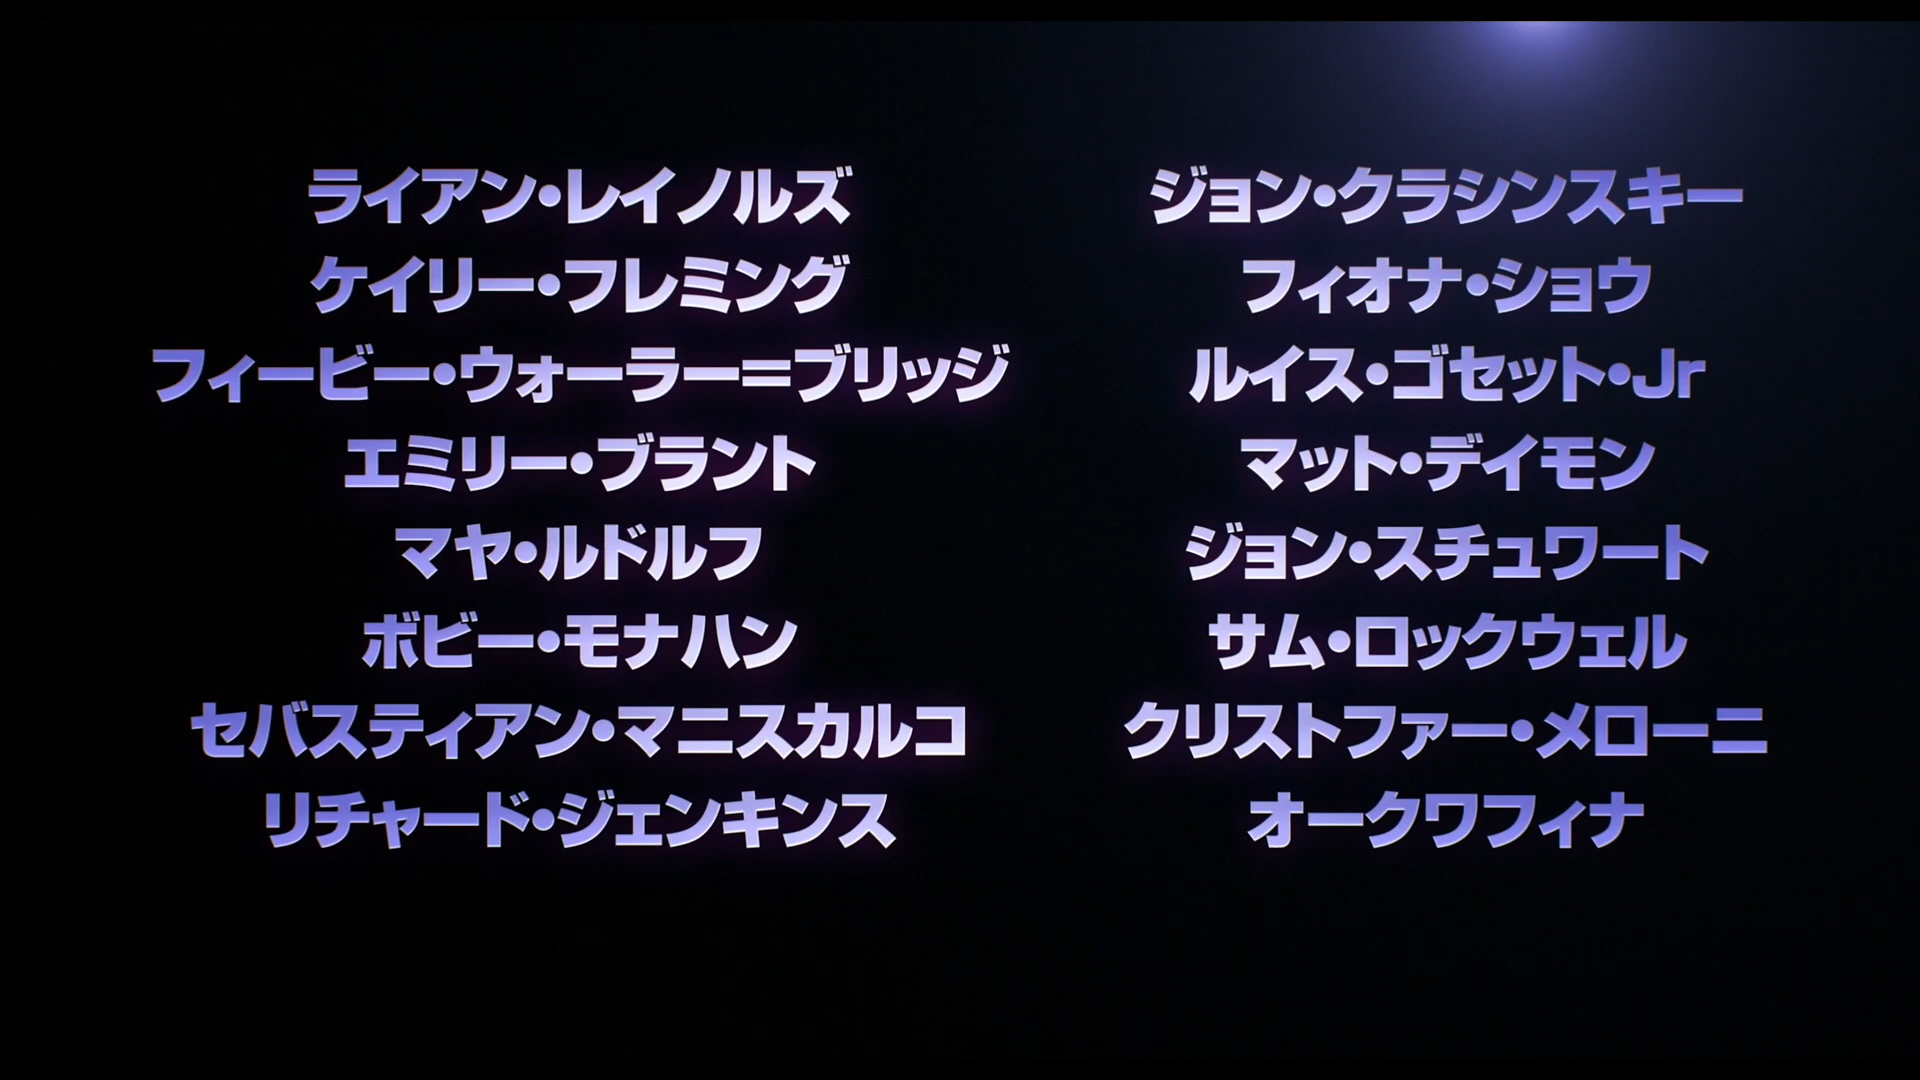 ライアン・レイノルズ
ジョン・クラシンスキー
ケイリー・フレミング
フィオナ・ショウ
フィービー・ウォーラー=ブリッジ
ルイス・ゴセット・Jr
エミリー・ブラント
マット・デイモン
マヤ・ルドルフ
ジョン・スチュワート
ボビー・モナハン
サム・ロックウェル
セバスティアン・マニスカルコ
クリストファー・メローニ
リチャード・ジェンキンス
オークワフィナ